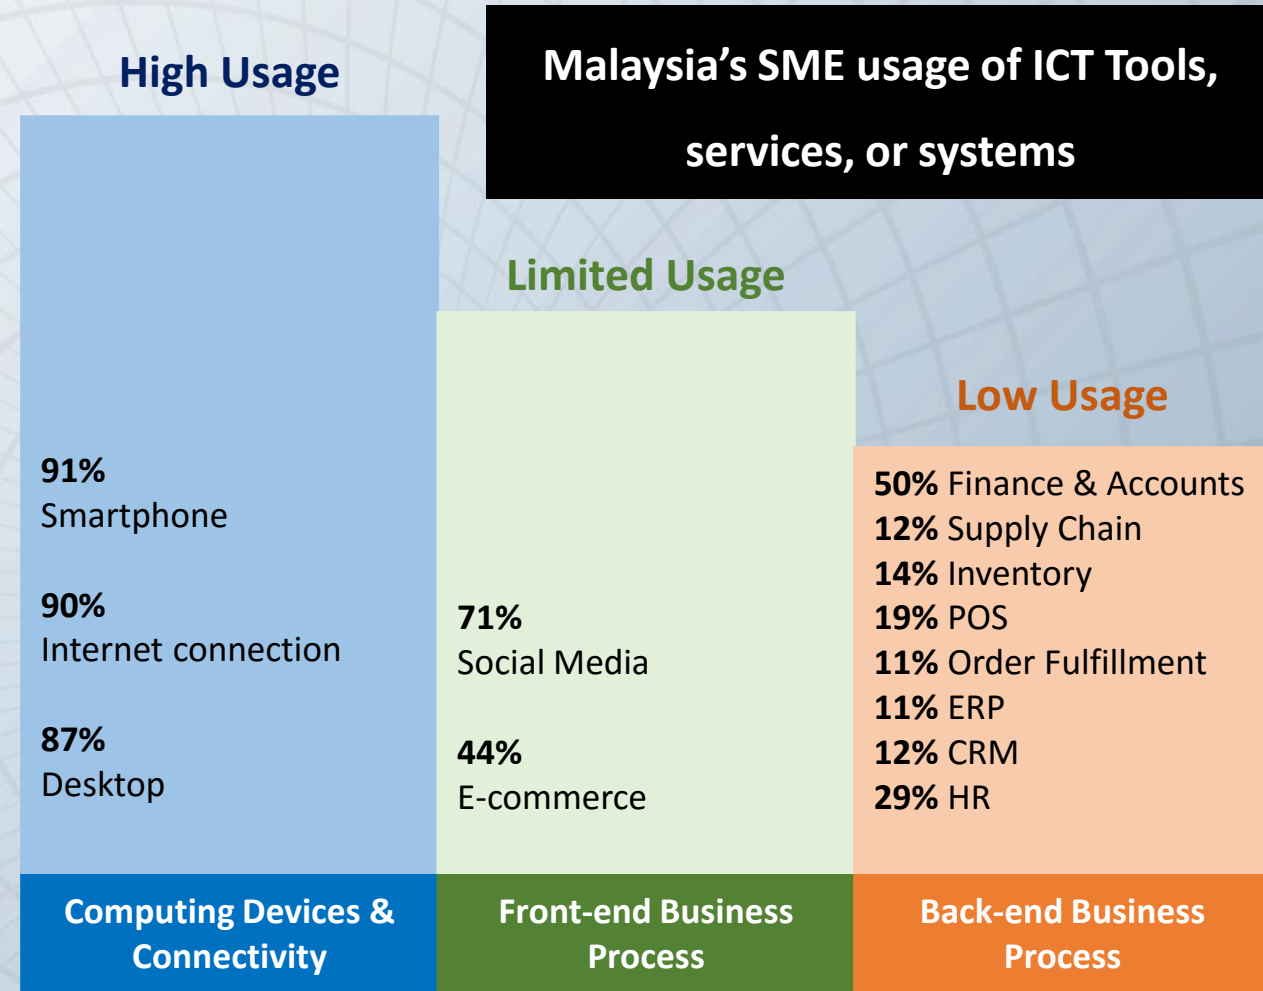 High Usage
Malaysia's SME usage of ICT Tools,
services, or systems
Limited Usage
Low Usage
91%
Smartphone
90%
Internet connection
87%
Desktop
71%
Social Media
44%
E-commerce
50% Finance & Accounts
12% Supply Chain
14% Inventory
19% POS
11% Order Fulfillment
11% ERP
12% CRM
29% HR
Computing Devices &
Connectivity
Front-end Business
Process
Back-end Business
Process